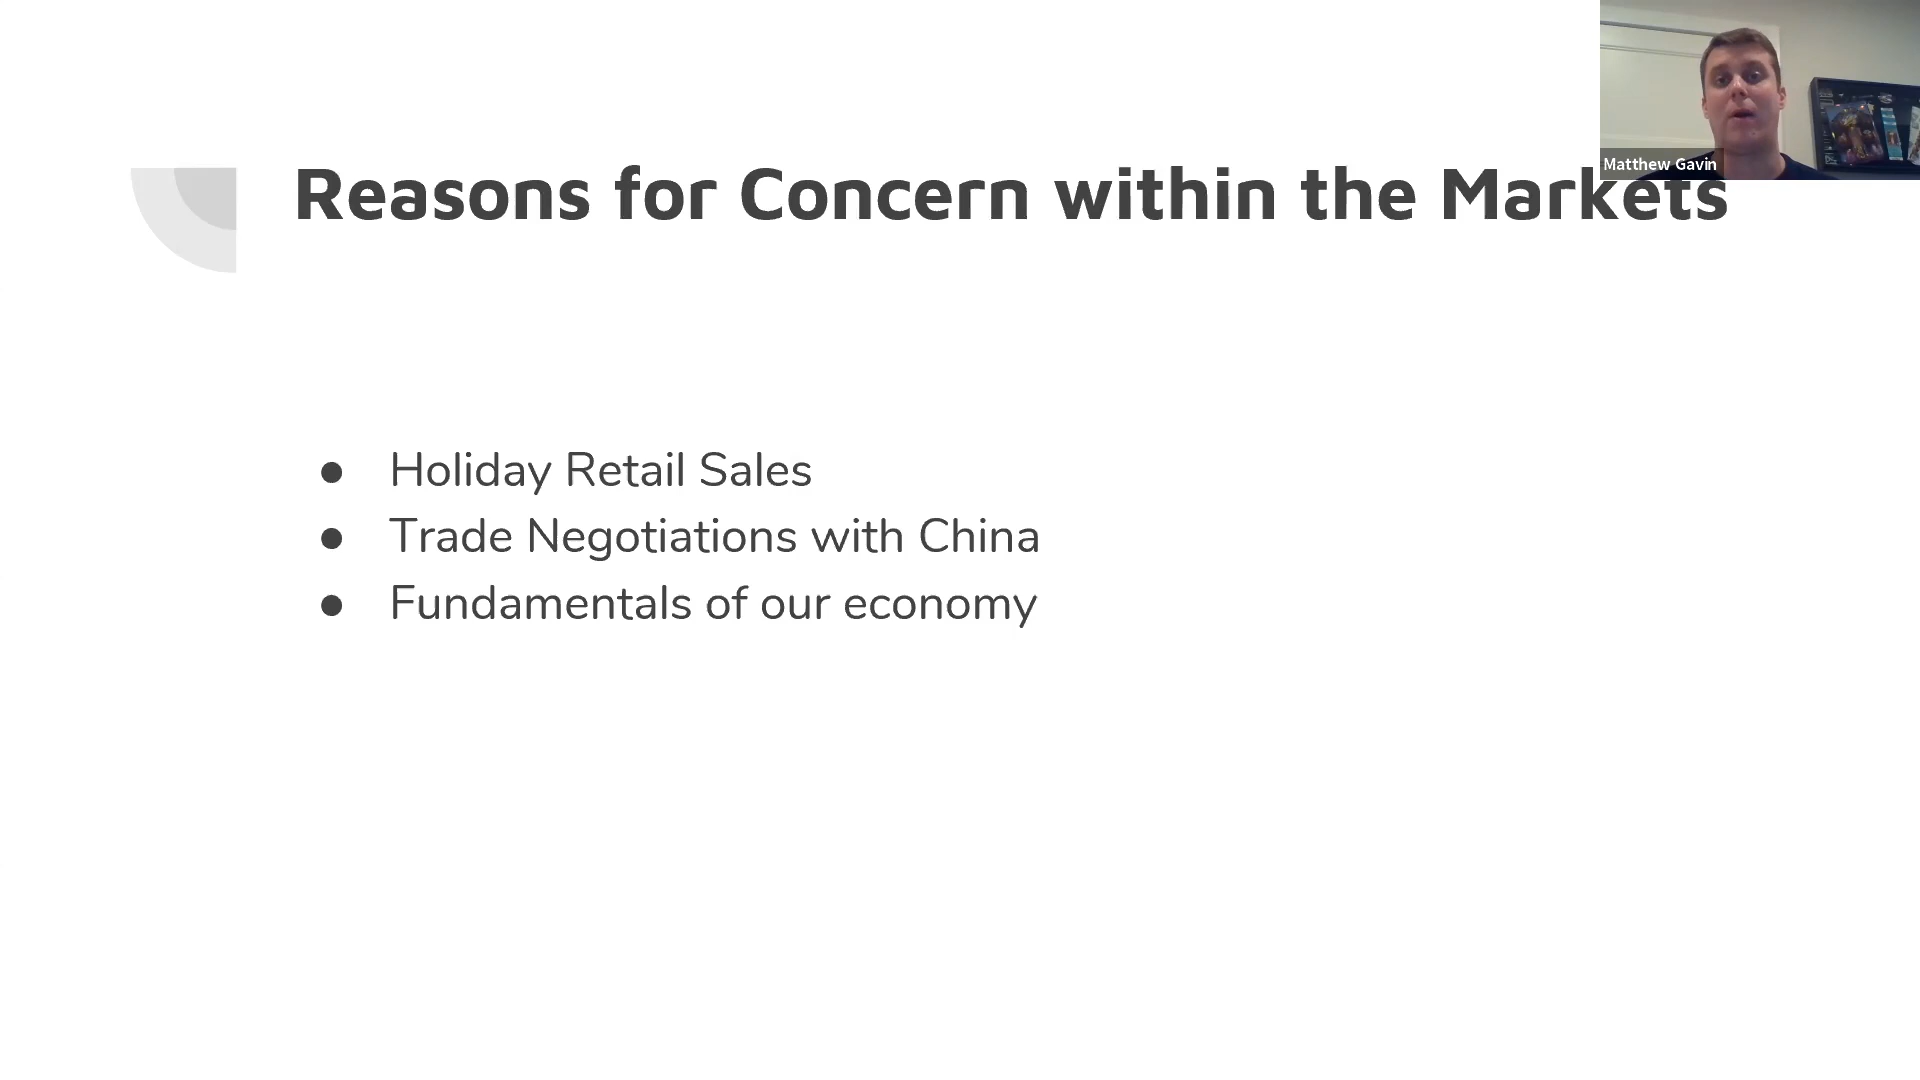 Matthew Gavin
Reasons for Concern within the Markets
● Holiday Retail Sales
● Trade Negotiations with China
● Fundamentals of our economy